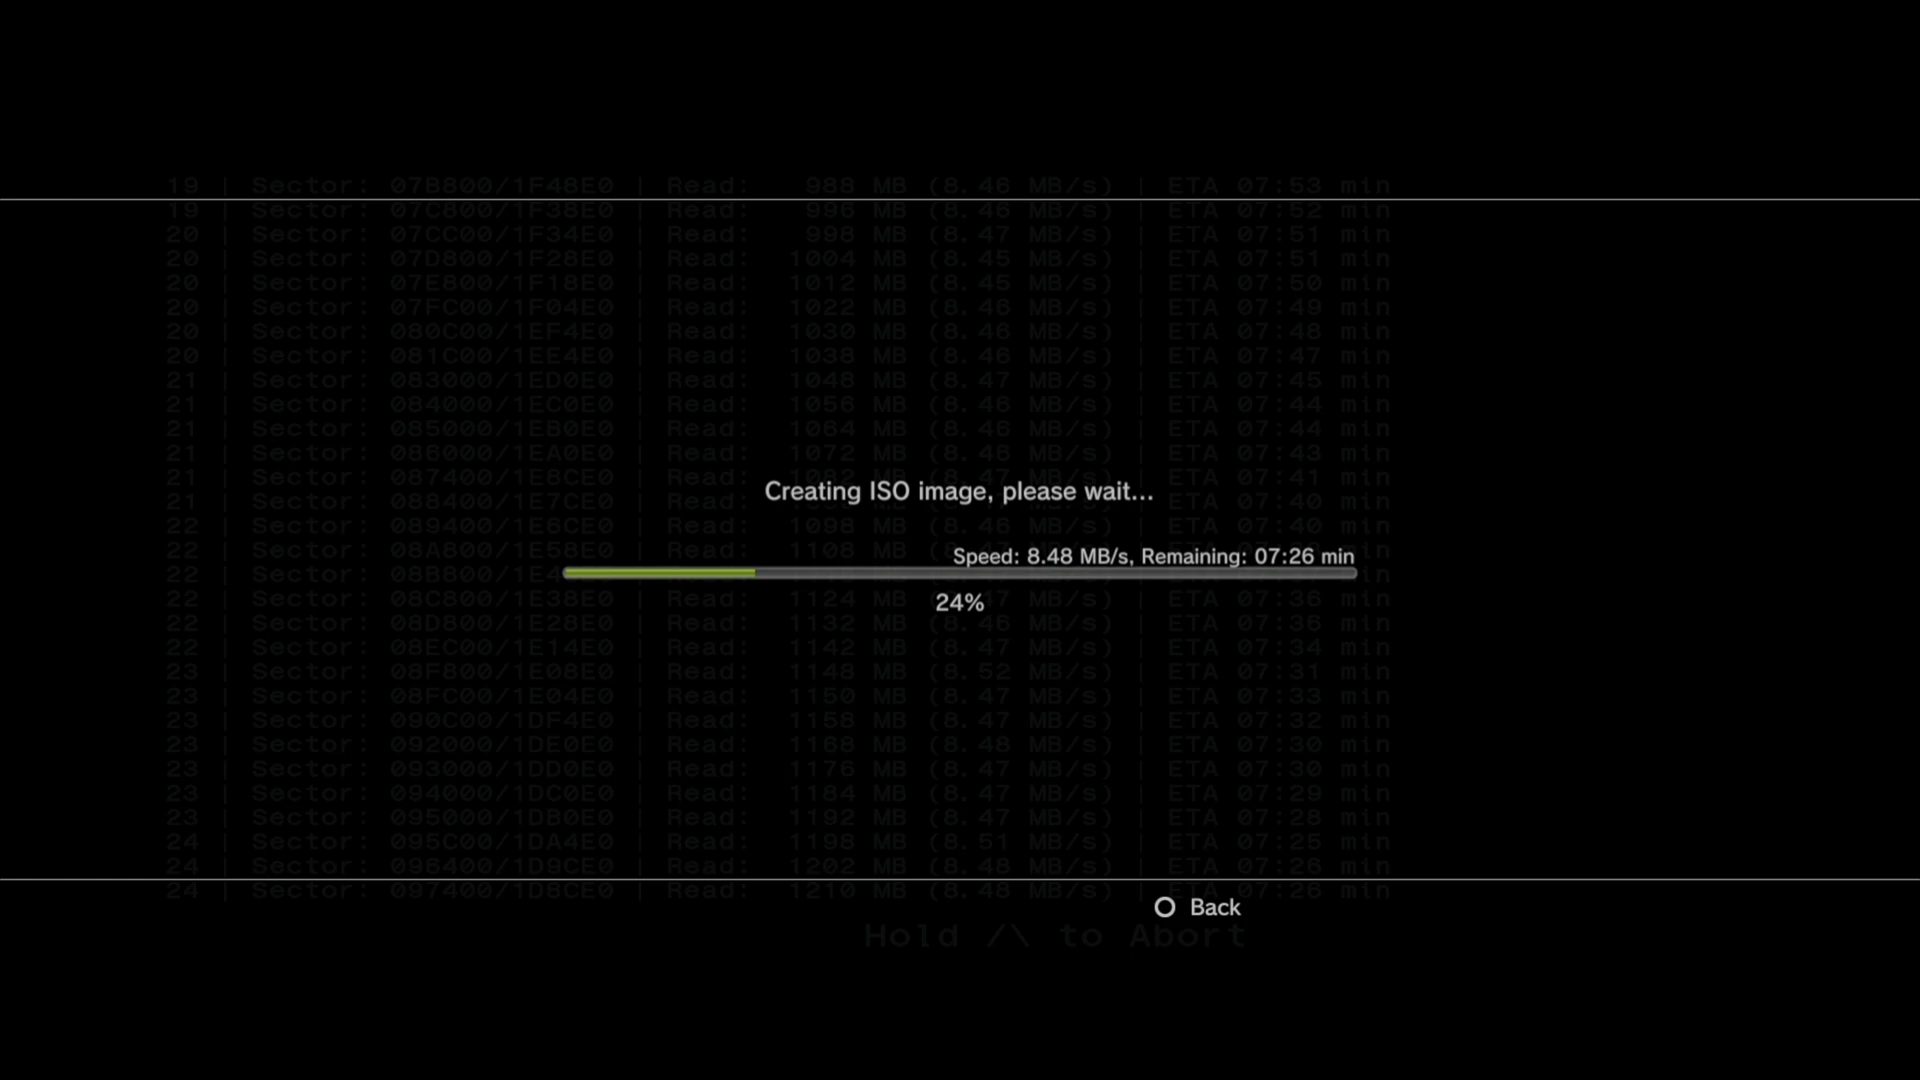 19 | Sector: 07B800/1F48E0 | Read: 988 MB (8.46 MB/s) | ETA 07:53 min
19 | Sector: 07C800/1F38E0 | Read: 996 MB (8.46 MB/s) | ETA 07:52 min
20 | Sector: 07CC00/1F34E0 | Read: 998 MB (8.47 MB/s) | ETA 07:51 min
20 | Sector: 07D800/1F28E0 | Read: 1004 MB (8.45 MB/s) | ETA 07:51 min
20 | Sector: 07E800/1F18E0 | Read: 1012 MB (8.45 MB/s) | ETA 07:50 min
20 | Sector: 07FC00/1F04E0 | Read: 1022 MB (8.46 MB/s) | ETA 07:49 min
20 | Sector: 080C00/1EF4E0 | Read: 1030 MB (8.46 MB/s) | ETA 07:48 min
20 | Sector: 081C00/1EE4E0 | Read: 1038 MB (8.46 MB/s) | ETA 07:47 min
21 | Sector: 083000/1ED0E0 | Read: 1048 MB (8.47 MB/s) | ETA 07:45 min
21 | Sector: 084000/1EC0E0 | Read: 1056 MB (8.46 MB/s) | ETA 07:44 min
21 | Sector: 085000/1EB0E0 | Read: 1064 MB (8.46 MB/s) | ETA 07:44 min
21 | Sector: 086000/1EA0E0 | Read: 1072 MB (8.46 MB/s) | ETA 07:43 min
21 | Sector: 087400/1E8CE0 | Read: 1082 MB (8.47 MB/s) | ETA 07:41 min
Creating ISO image, please wait...
21 | Sector: 088400/1E7CE0 | Read: MB/s) | ETA 07:40 min
22 | Sector: 089400/1E6CE0 | Read: 1098 MB (8.46 MB/s) | ETA 07:40 min
22 | Sector: 08A800/1E58E0 | Read: 1108 MB
Speed: 8.48 MB/s, Remaining: 07:26 min
22 | Sector: 08B800/1E4
24%
22 | Sector: 08C800/1E38E0 | Read: 1124 MB MB/s) | ETA 07:36 min
22 | Sector: 08D800/1E28E0 | Read: 1132 MB (8.46 MB/s) | ETA 07:36 min
22 | Sector: 08EC00/1E14E0 | Read: 1142 MB (8.47 MB/s) | ETA 07:34 min
23 | Sector: 08F800/1E08E0 | Read: 1148 MB (8.52 MB/s) | ETA 07:31 min
23 | Sector: 08FC00/1E04E0 | Read: 1150 MB (8.47 MB/s) | ETA 07:33 min
23 | Sector: 090C00/1DF4E0 | Read: 1158 MB (8.47 MB/s) | ETA 07:32 min
23 | Sector: 092000/1DE0E0 | Read: 1168 MB (8.48 MB/s) | ETA 07:30 min
23 | Sector: 093000/1DD0E0 | Read: 1176 MB (8.47 MB/s) | ETA 07:30 min
23 | Sector: 094000/1DC0E0 | Read: 1184 MB (8.47 MB/s) | ETA 07:29 min
23 | Sector: 095000/1DB0E0 | Read: 1192 MB (8.47 MB/s) | ETA 07:28 min
24 | Sector: 095C00/1DA4E0 | Read: 1198 MB (8.51 MB/s) | ETA 07:25 min
24 | Sector: 096400/1D9CE0 | Read: 1202 MB (8.48 MB/s) | ETA 07:26 min
24 | Sector: 097400/1D8CE0 | Read: 1210 MB (8.48 MB/s) | ETA 07:26 min
Back
Hold /\ to Abort